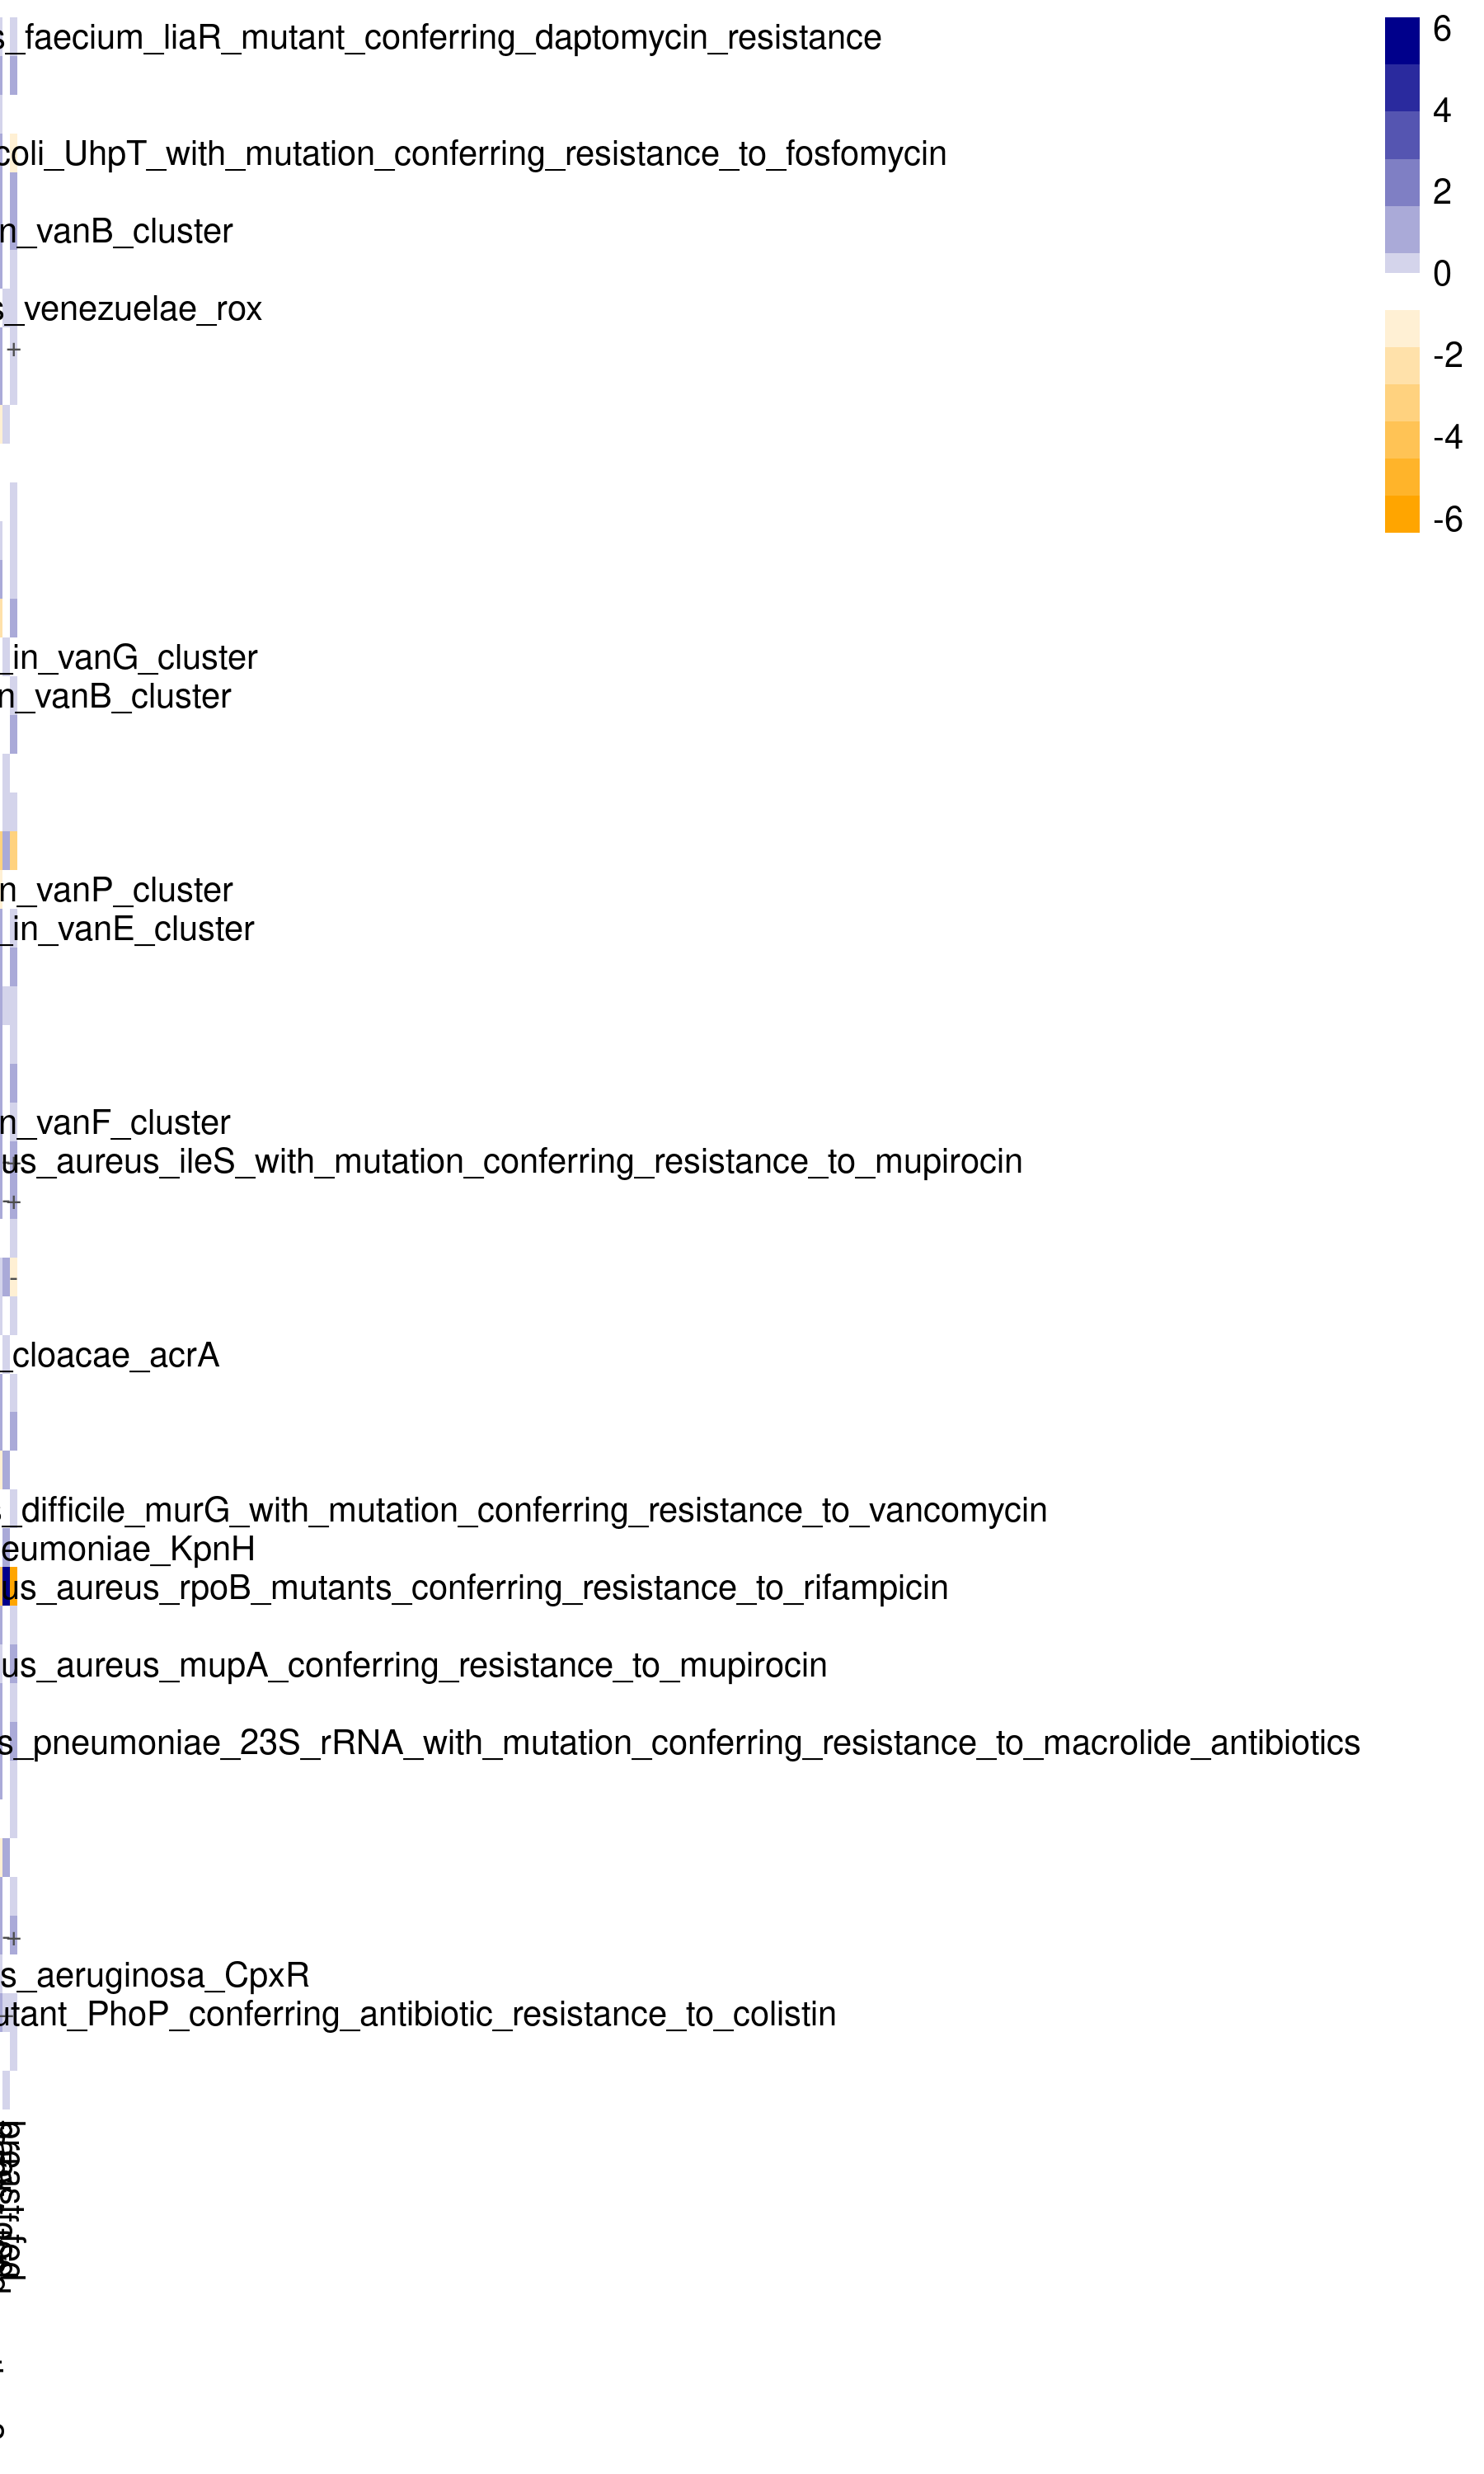 s_faecium_liaR_mutant_conferring_daptomycin_resistance
coli_UhpT_with_mutation_conferring_resistance_to_fosfomycin
n_vanB_cluster
s_venezuelae_rox
+
_in_vanG_cluster
n_vanB_cluster
n_vanP_cluster
_in_vanE_cluster
n_vanF_cluster
us_aureus_ileS_with_mutation_conferring_resistance_to_mupirocin
+
-
_cloacae_acrA
_difficile_murG_with_mutation_conferring_resistance_to_vancomycin
eumoniae_KpnH
us_aureus_rpoB_mutants_conferring_resistance_to_rifampicin
us_aureus_mupA_conferring_resistance_to_mupirocin
s_pneumoniae_23S_rRNA_with_mutation_conferring_resistance_to_macrolide_antibiotics
+
s_aeruginosa_CpxR
utant_PhoP_conferring_antibiotic_resistance_to_colistin
6
4
2
0
-2
-4
-6